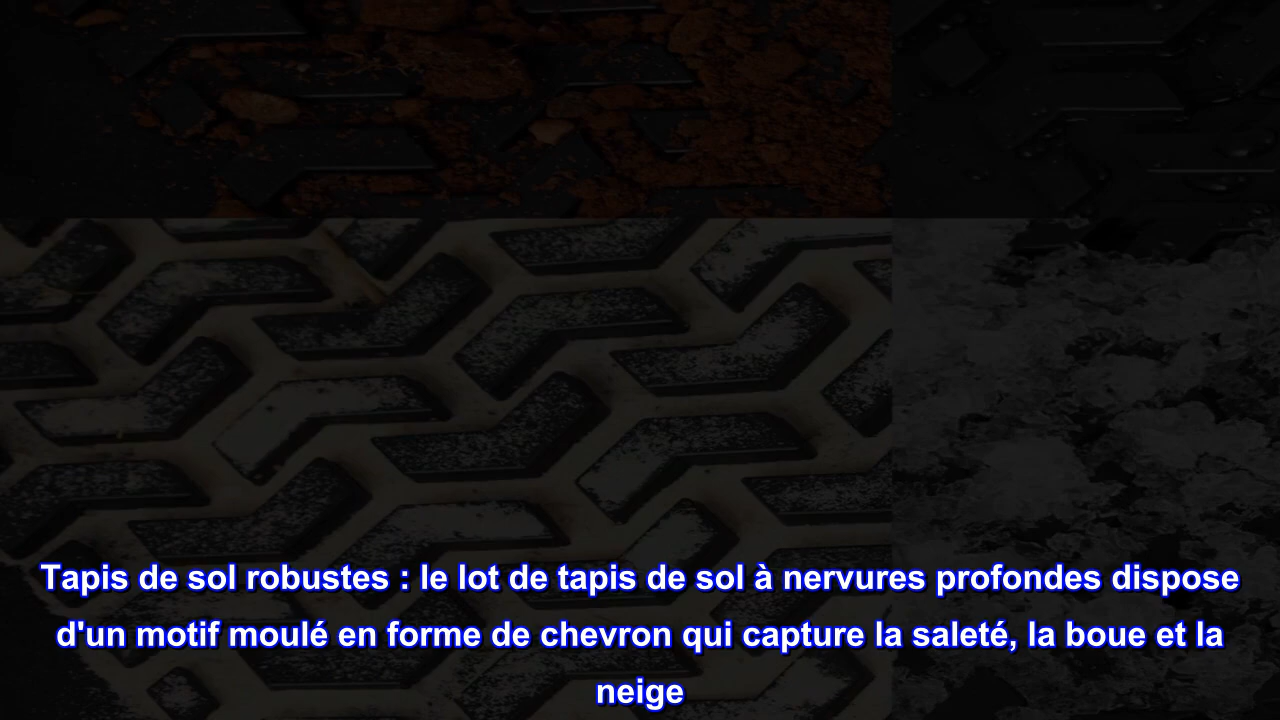 Tapis de sol robustes : le lot de tapis de sol à nervures profondes dispose
d'un motif moulé en forme de chevron qui capture la saleté, la boue et la
neige